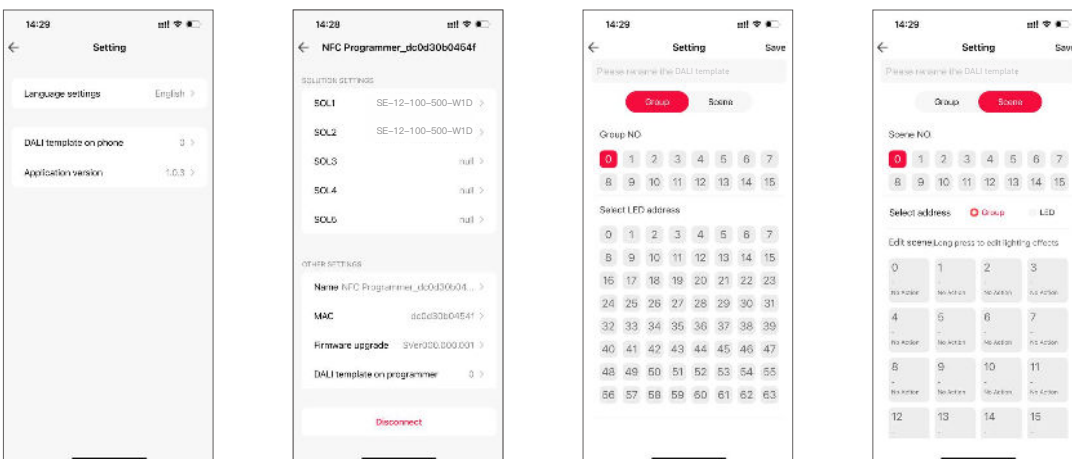 14:29
Setting
Language settings English >
DALI template on phone 0 >
Application version 1.0.3 >
14:28
NFC Programmer_dc0d30b0454f
SOLUTION SETTINGS
SOL1 SE-12-100-500-W1D >
SOL2 SE-12-100-500-W1D >
SOL3 null >
SOL4 null >
SOL5 null >
OTHER SETTINGS
Name NFC Programmer_dc0d30b04... >
MAC dc0d30b0454f >
Firmware upgrade SVer000.000.001 >
DALI template on programmer 0 >
Disconnect
14:29
Setting Save
Please rename the DALI template
Group Scene
Group NO.
0 1 2 3 4 5 6 7
8 9 10 11 12 13 14 15
Select LED address
0 1 2 3 4 5 6 7
8 9 10 11 12 13 14 15
16 17 18 19 20 21 22 23
24 25 26 27 28 29 30 31
32 33 34 35 36 37 38 39
40 41 42 43 44 45 46 47
48 49 50 51 52 53 54 55
56 57 58 59 60 61 62 63
14:29
Setting Save
Please rename the DALI template
Group Scene
Scene NO.
0 1 2 3 4 5 6 7
8 9 10 11 12 13 14 15
Select address Group LED
Edit scene Long press to edit lighting effects
0 1 2 3
- - - -
No Action No Action No Action No Action
4 5 6 7
- - - -
No Action No Action No Action No Action
8 9 10 11
- - - -
No Action No Action No Action No Action
12 13 14 15
- - - -